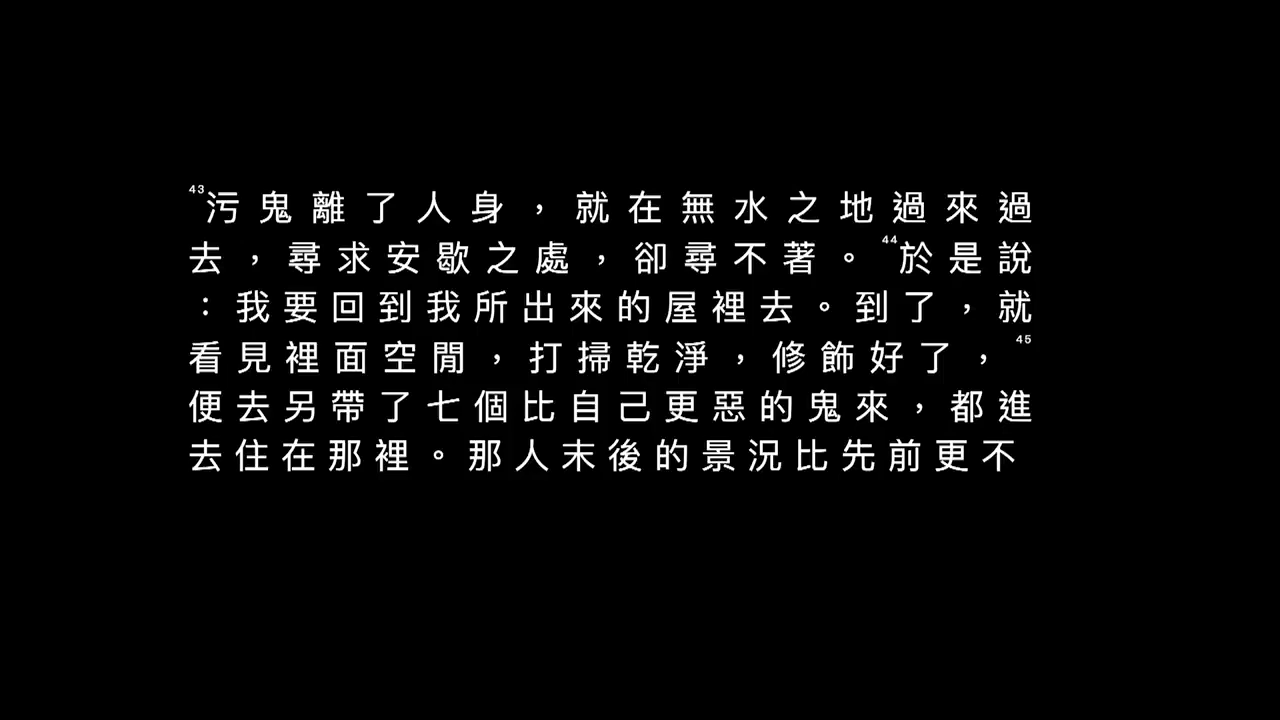 43污鬼離了人身，就在無水之地過來過
去，尋求安歇之處，卻尋不著。44於是說
：我要回到我所出來的屋裡去。到了，就
看見裡面空閒，打掃乾淨，修飾好了，45
便去另帶了七個比自己更惡的鬼來，都進
去住在那裡。那人末後的景況比先前更不